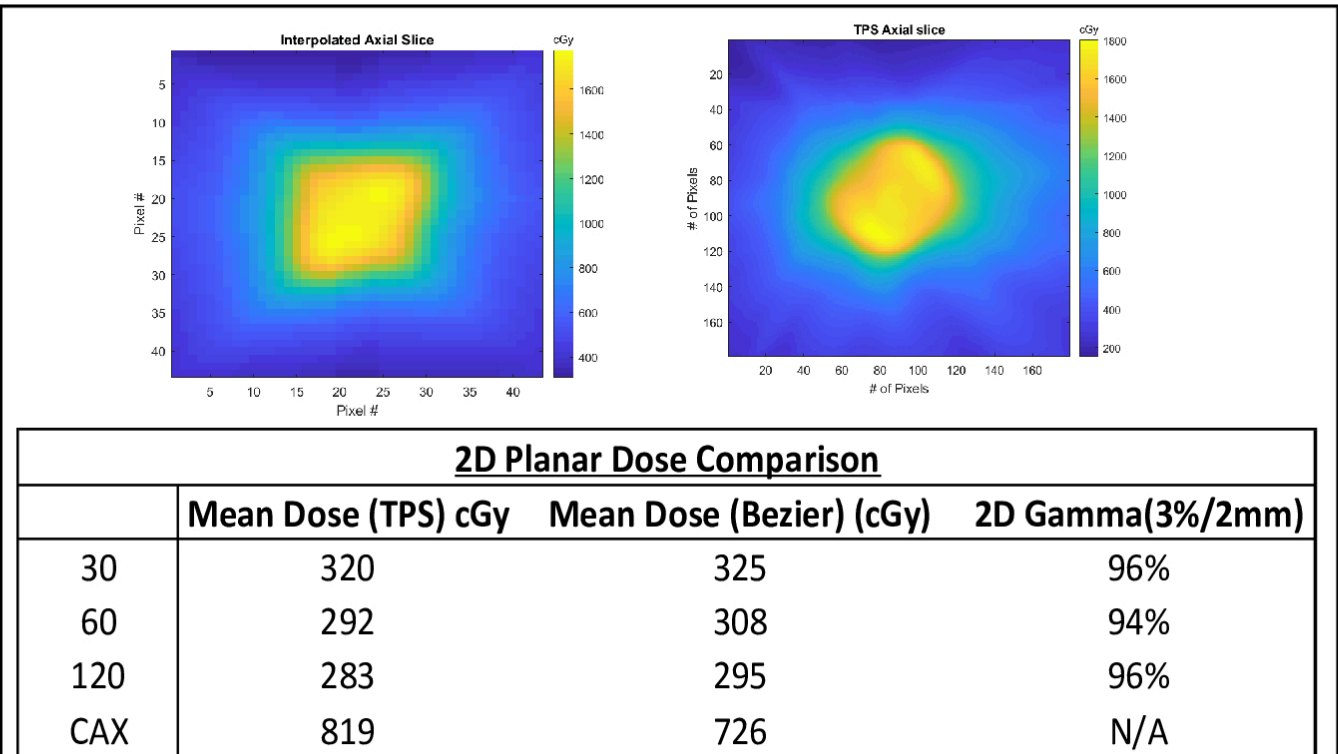 Interpolated Axial Slice
cGy
5
10
15
20
25
30
35
40
Pixel #
5 10 15 20 25 30 35 40
Pixel #
1600
1400
1200
1000
800
600
400
TPS Axial slice
cGy
20
40
60
80
100
120
140
160
# of Pixels
20 40 60 80 100 120 140 160
# of Pixels
1800
1600
1400
1200
1000
800
600
400
200
2D Planar Dose Comparison
Mean Dose (TPS) cGy Mean Dose (Bezier) (cGy) 2D Gamma(3%/2mm)
30 320 325 96%
60 292 308 94%
120 283 295 96%
CAX 819 726 N/A